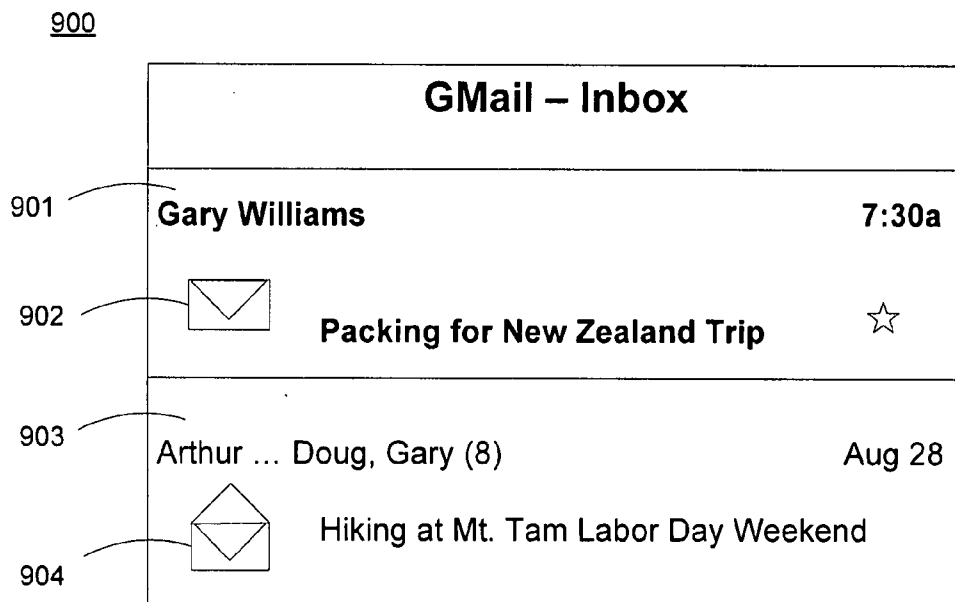 900
GMail – Inbox
901
Gary Williams 7:30a
902
Packing for New Zealand Trip
903
Arthur ... Doug, Gary (8) Aug 28
Hiking at Mt. Tam Labor Day Weekend
904